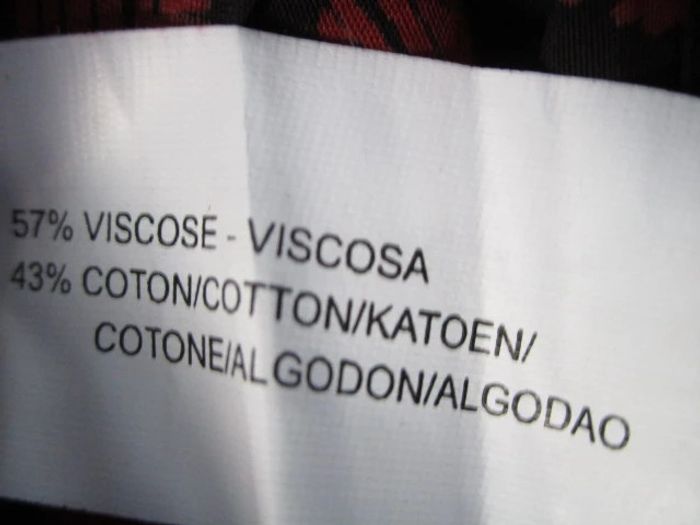 57% VISCOSE - VISCOSA
43% COTON/COTTON/KATOEN/
COTONE/ALGODON/ALGODAO